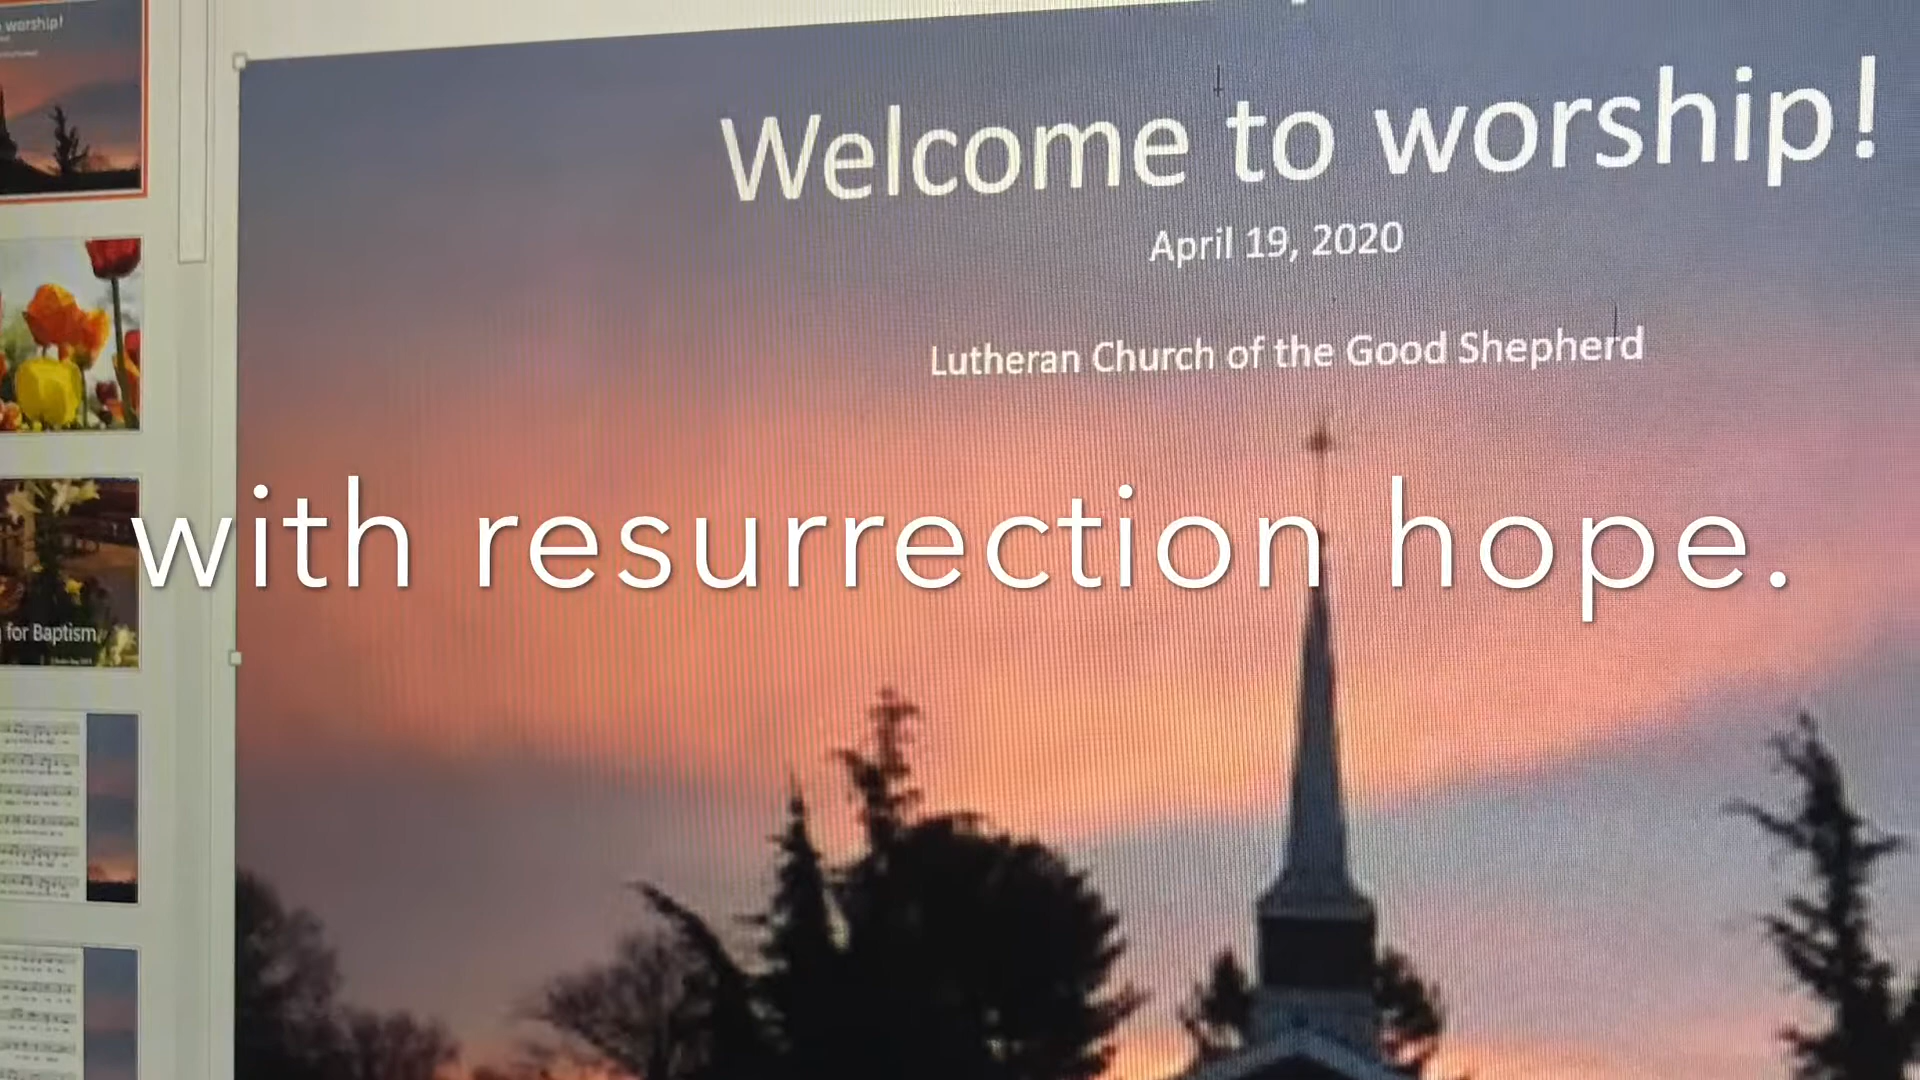 worship!
Welcome to worship!
April 19, 2020
Lutheran Church of the Good Shepherd
with resurrection hope.
for Baptism